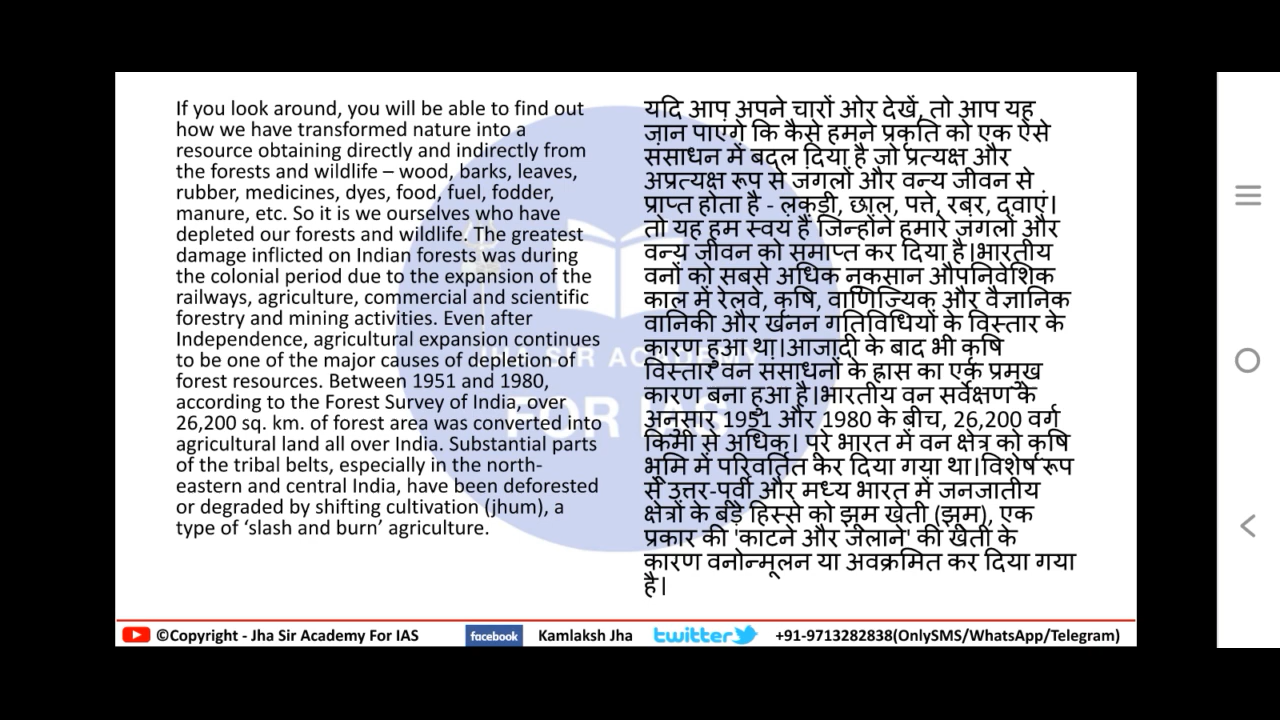 If you look around, you will be able to find out
how we have transformed nature into a
resource obtaining directly and indirectly from
the forests and wildlife – wood, barks, leaves,
rubber, medicines, dyes, food, fuel, fodder,
manure, etc. So it is we ourselves who have
depleted our forests and wildlife. The greatest
damage inflicted on Indian forests was during
the colonial period due to the expansion of the
railways, agriculture, commercial and scientific
forestry and mining activities. Even after
Independence, agricultural expansion continues
to be one of the major causes of depletion of
forest resources. Between 1951 and 1980,
according to the Forest Survey of India, over
26,200 sq. km. of forest area was converted into
agricultural land all over India. Substantial parts
of the tribal belts, especially in the north-
eastern and central India, have been deforested
or degraded by shifting cultivation (jhum), a
type of ‘slash and burn’ agriculture.
यदि आप अपने चारों ओर देखें, तो आप यह
जान पाएंगे कि कैसे हमने प्रकृति को एक ऐसे
संसाधन में बदल दिया है जो प्रत्यक्ष और
अप्रत्यक्ष रूप से जंगलों और वन्य जीवन से
प्राप्त होता है - लकड़ी, छाल, पत्ते, रबर, दवाएं।
तो यह हम स्वयं हैं जिन्होंने हमारे जंगलों और
वन्य जीवन को समाप्त कर दिया है।भारतीय
वनों को सबसे अधिक नुकसान औपनिवेशिक
काल में रेलवे, कृषि, वाणिज्यिक और वैज्ञानिक
वानिकी और खनन गतिविधियों के विस्तार के
कारण हुआ था।आजादी के बाद भी कृषि
विस्तार वन संसाधनों के ह्रास का एक प्रमुख
कारण बना हुआ है।भारतीय वन सर्वेक्षण के
अनुसार 1951 और 1980 के बीच, 26,200 वर्ग
किमी से अधिक। पूरे भारत में वन क्षेत्र को कृषि
भूमि में परिवर्तित कर दिया गया था।विशेष रूप
से उत्तर-पूर्वी और मध्य भारत में जनजातीय
क्षेत्रों के बड़े हिस्से को झूम खेती (झूम), एक
प्रकार की 'काटने और जलाने' की खेती के
कारण वनोन्मूलन या अवक्रमित कर दिया गया
है।
JHA SIR ACADEMY
FOR IAS
©Copyright - Jha Sir Academy For IAS
facebook
Kamlaksh Jha
twitter
+91-9713282838(OnlySMS/WhatsApp/Telegram)